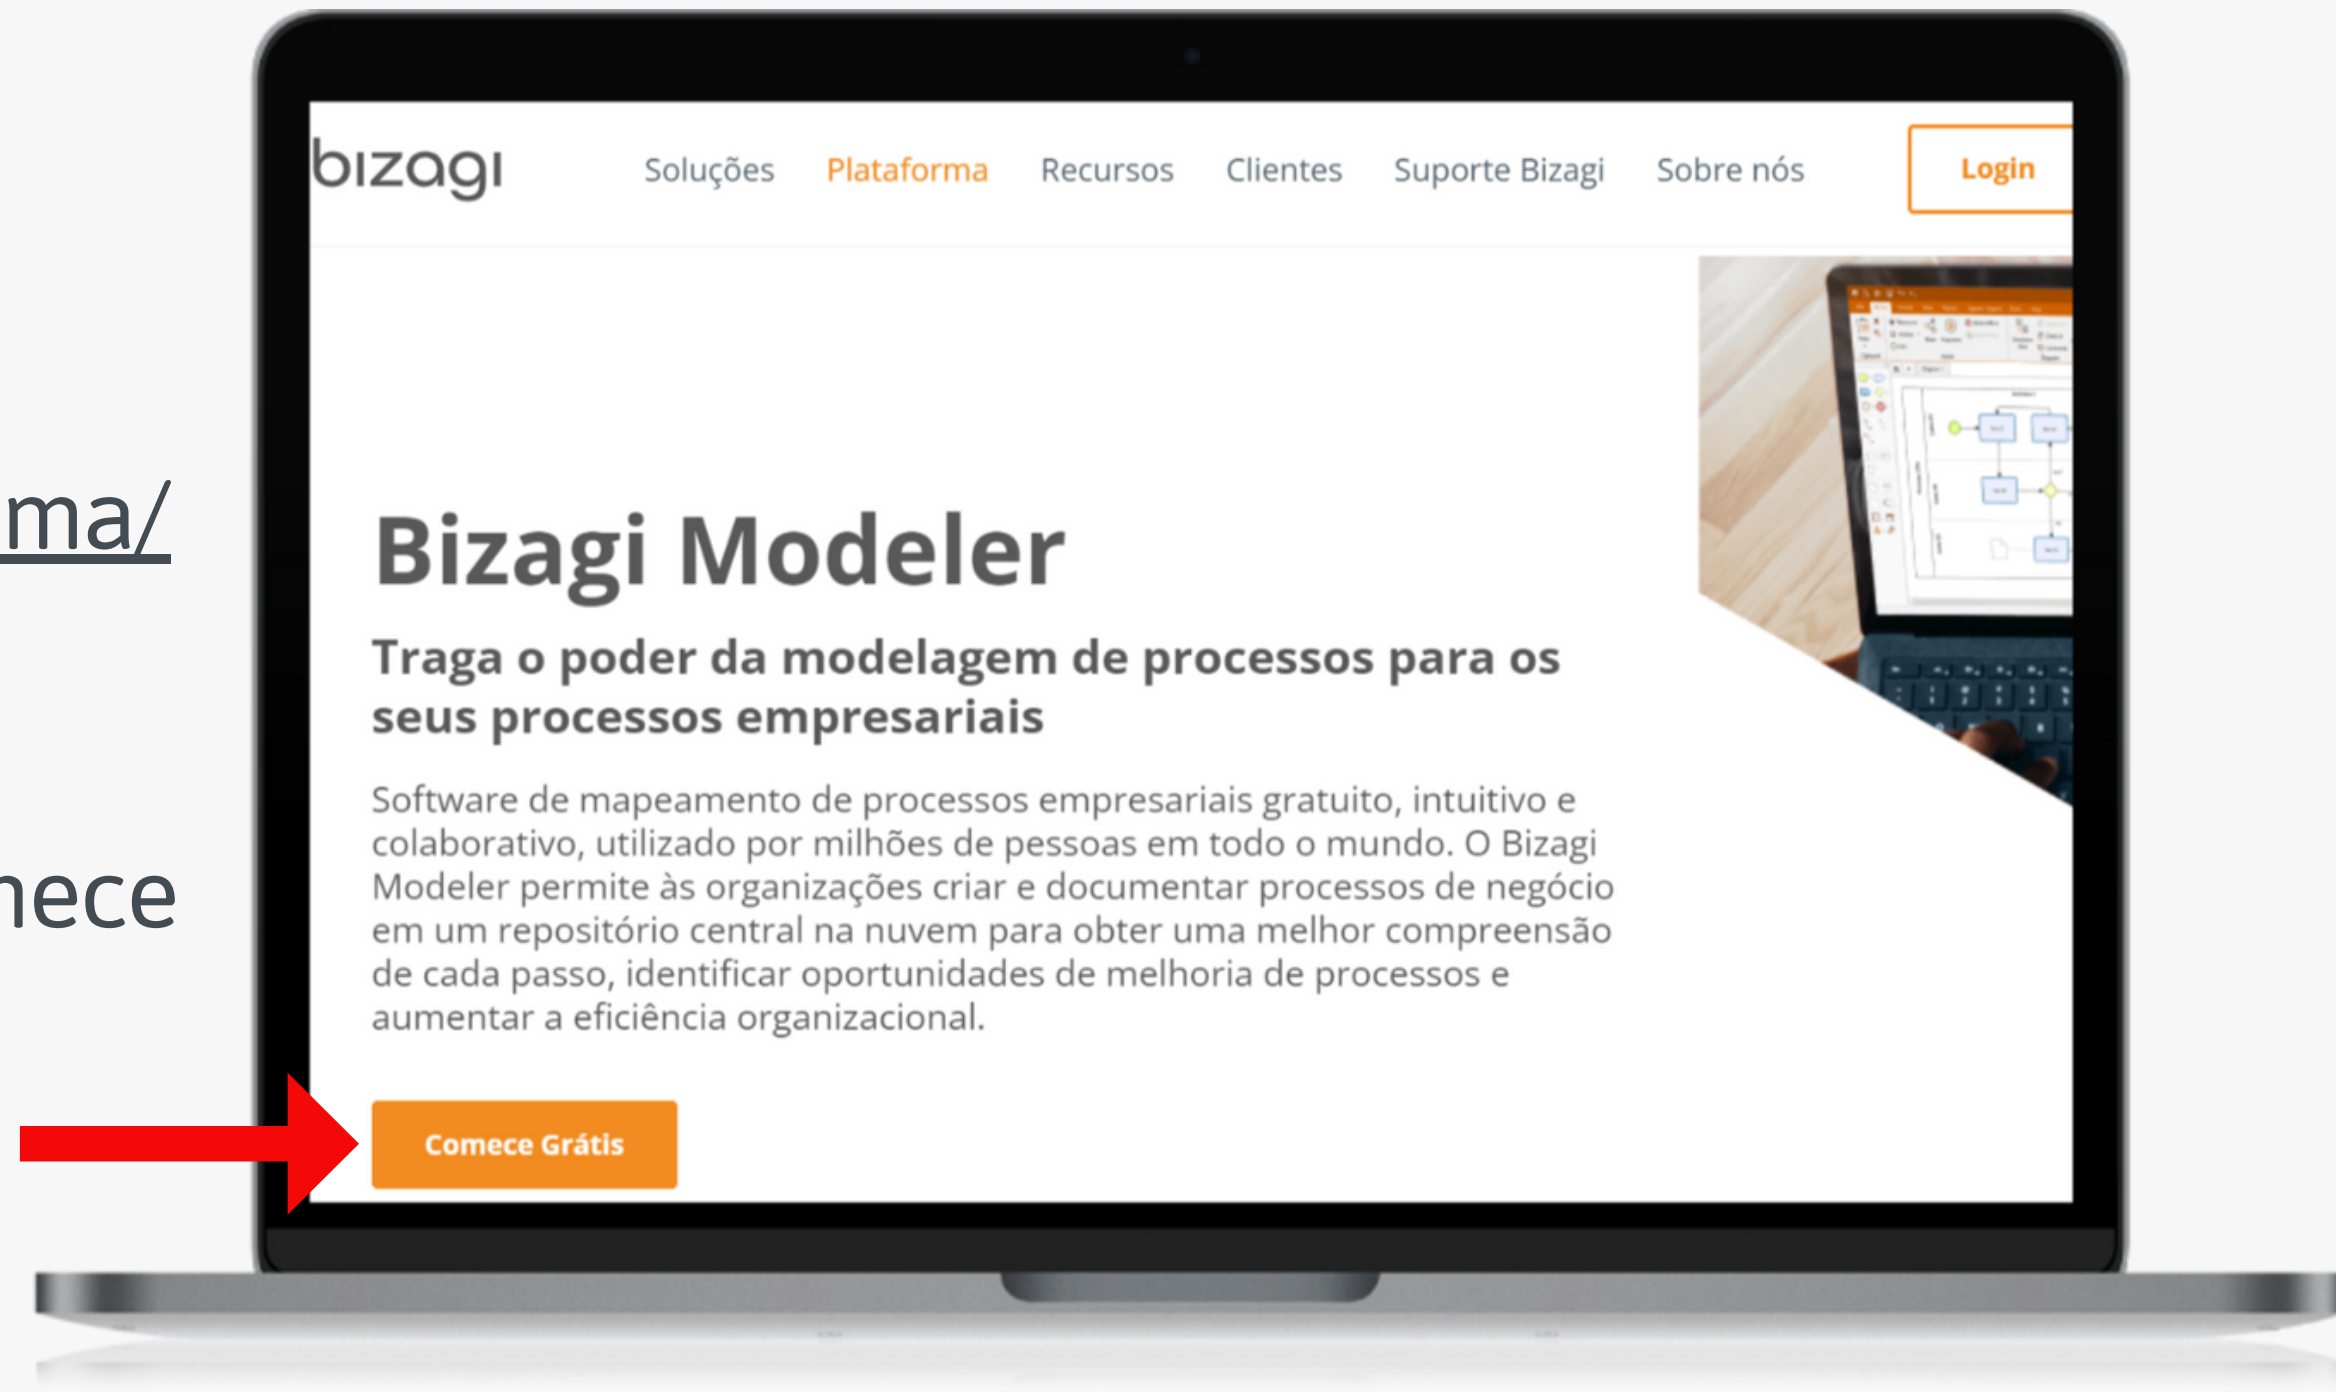 bizagi
Soluções Plataforma Recursos Clientes Suporte Bizagi Sobre nós Login
ma/
Bizagi Modeler
Traga o poder da modelagem de processos para os
seus processos empresariais
Software de mapeamento de processos empresariais gratuito, intuitivo e
colaborativo, utilizado por milhões de pessoas em todo o mundo. O Bizagi
Modeler permite às organizações criar e documentar processos de negócio
em um repositório central na nuvem para obter uma melhor compreensão
de cada passo, identificar oportunidades de melhoria de processos e
aumentar a eficiência organizacional.
Comece Grátis